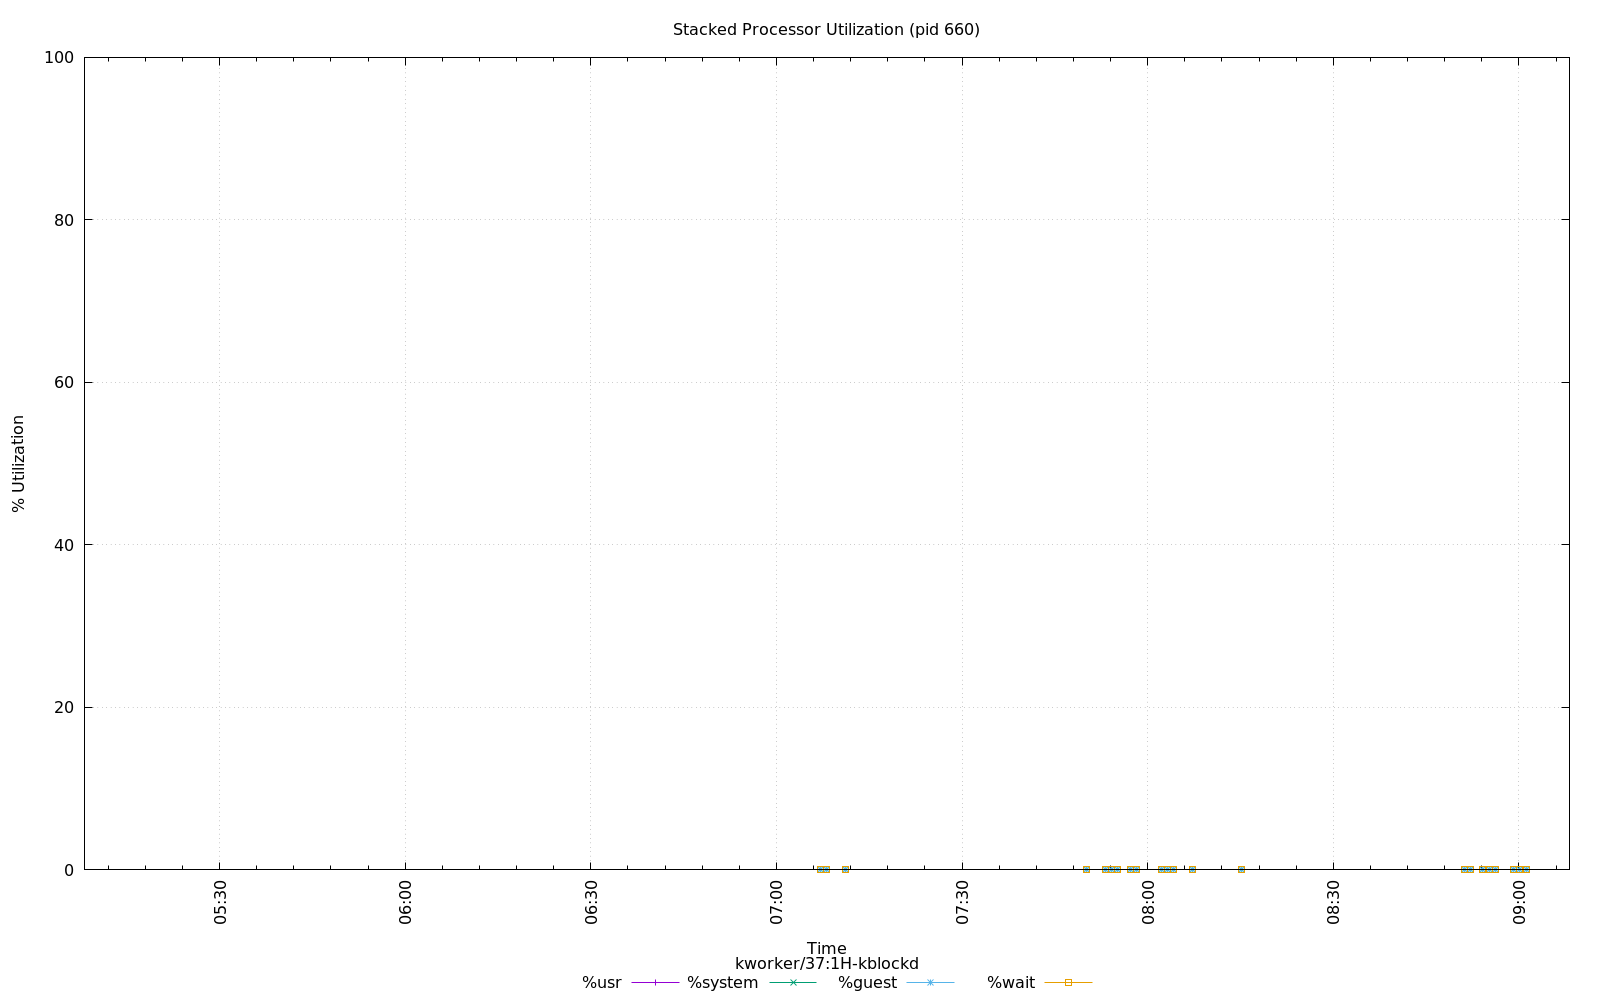 Stacked Processor Utilization (pid 660)
100
80
60
40
20
0
% Utilization
05:30 06:00 06:30 07:00 07:30 08:00 08:30 09:00
Time
kworker/37:1H-kblockd
%usr %system %guest %wait